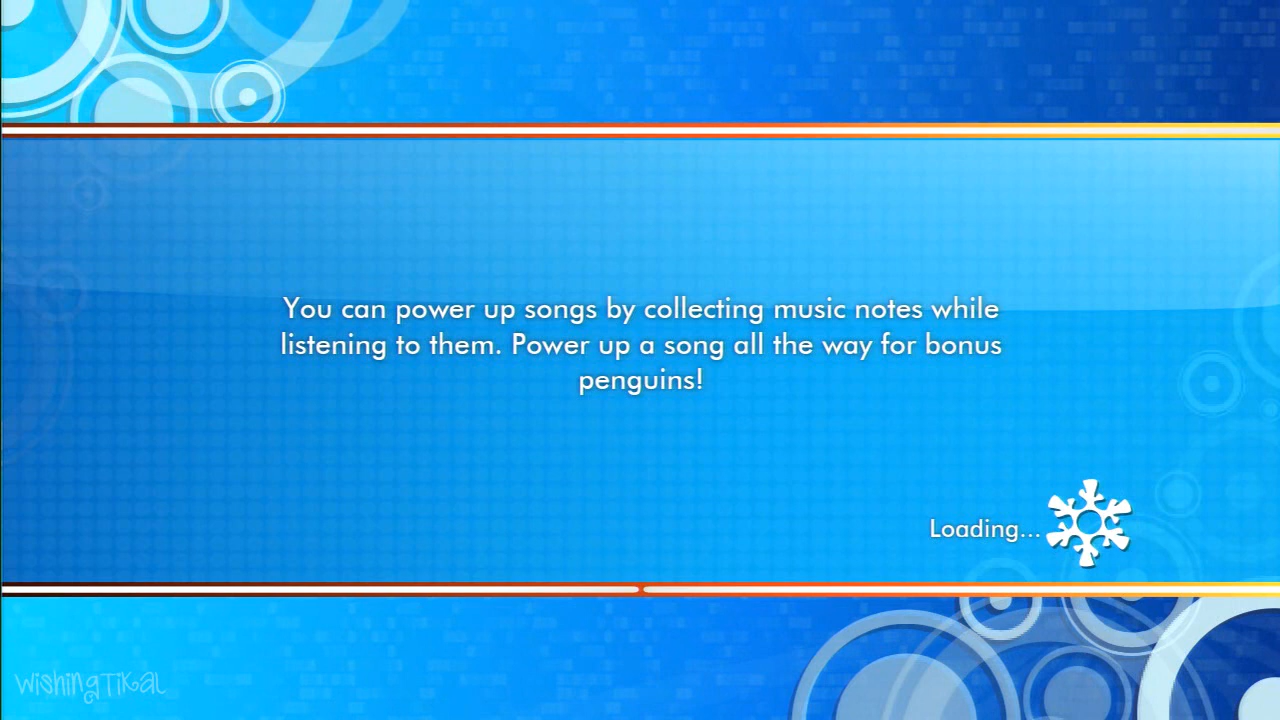 You can power up songs by collecting music notes while
listening to them. Power up a song all the way for bonus
penguins!
Loading...
wishingTikal